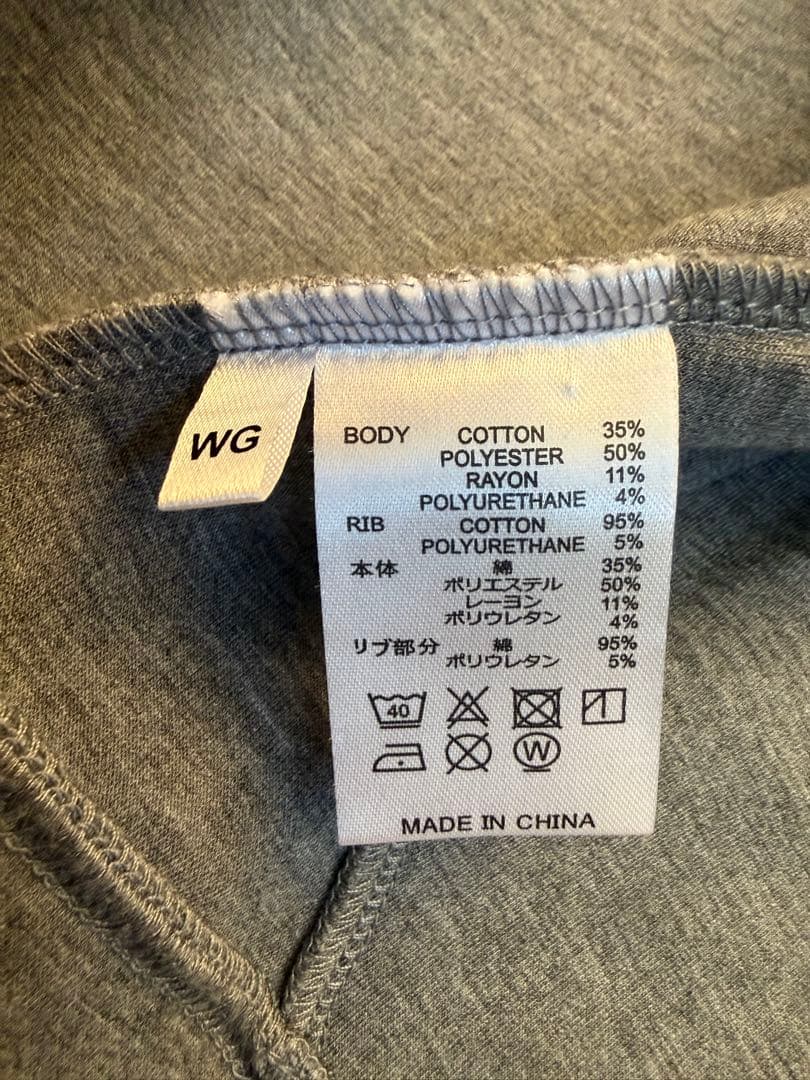 WG
BODY COTTON 35%
POLYESTER 50%
RAYON 11%
POLYURETHANE 4%
RIB COTTON 95%
POLYURETHANE 5%
本体 綿 35%
ポリエステル 50%
レーヨン 11%
ポリウレタン 4%
リブ部分 綿 95%
ポリウレタン 5%
40
W
MADE IN CHINA